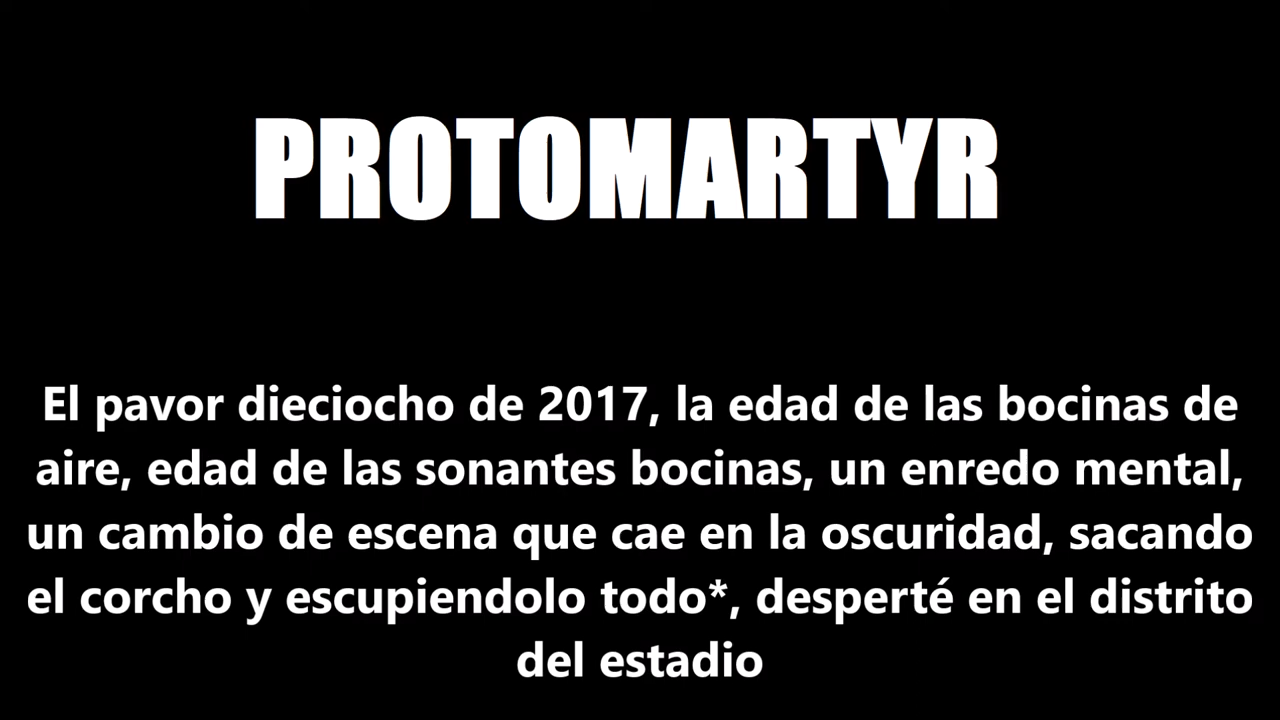 PROTOMARTYR
El pavor dieciocho de 2017, la edad de las bocinas de
aire, edad de las sonantes bocinas, un enredo mental,
un cambio de escena que cae en la oscuridad, sacando
el corcho y escupiendolo todo*, desperté en el distrito
del estadio